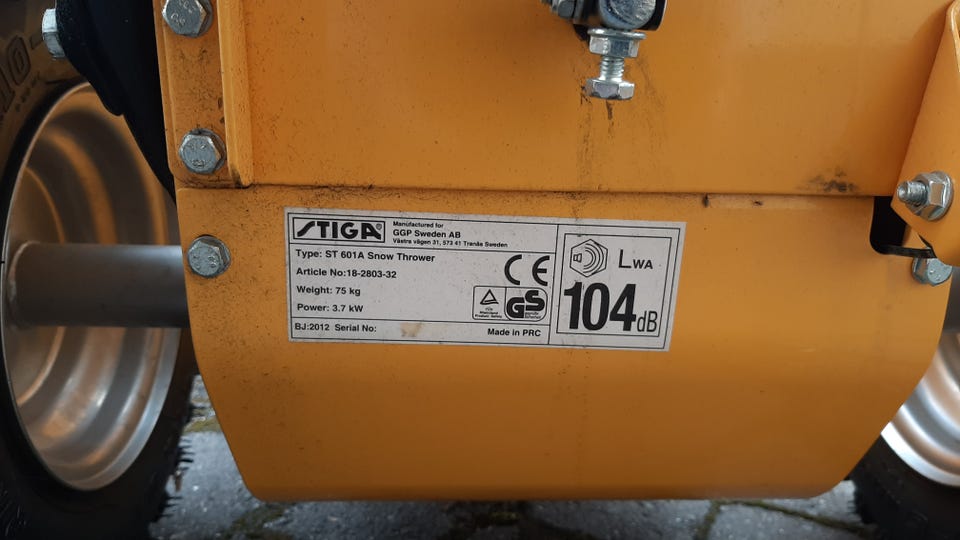 STIGA
Manufactured for
GGP Sweden AB
Västra vägen 31, 573 41 Tranås Sweden
Type: ST 601A Snow Thrower
Article No:18-2803-32
Weight: 75 kg
Power: 3.7 kW
BJ:2012 Serial No:
Made in PRC
CE
GS
LWA
104dB